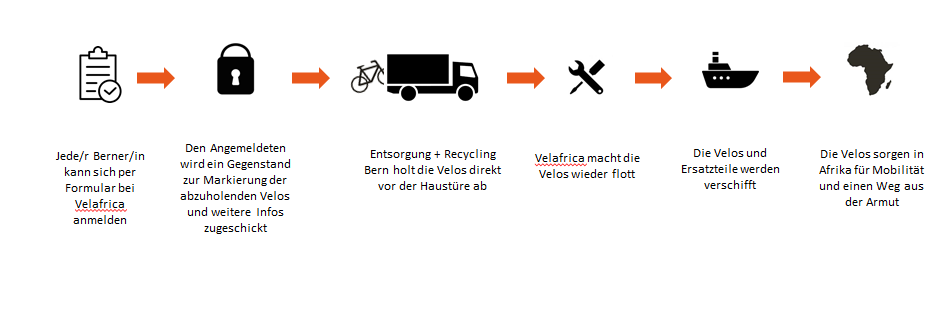 Jede/r Berner/in
kann sich per
Formular bei
Velafrica
anmelden
Den Angemeldeten
wird ein Gegenstand
zur Markierung der
abzuholenden Velos
und weitere Infos
zugeschickt
Entsorgung + Recycling
Bern holt die Velos direkt
vor der Haustüre ab
Velafrica macht die
Velos wieder flott
Die Velos und
Ersatzteile werden
verschifft
Die Velos sorgen in
Afrika für Mobilität
und einen Weg aus
der Armut